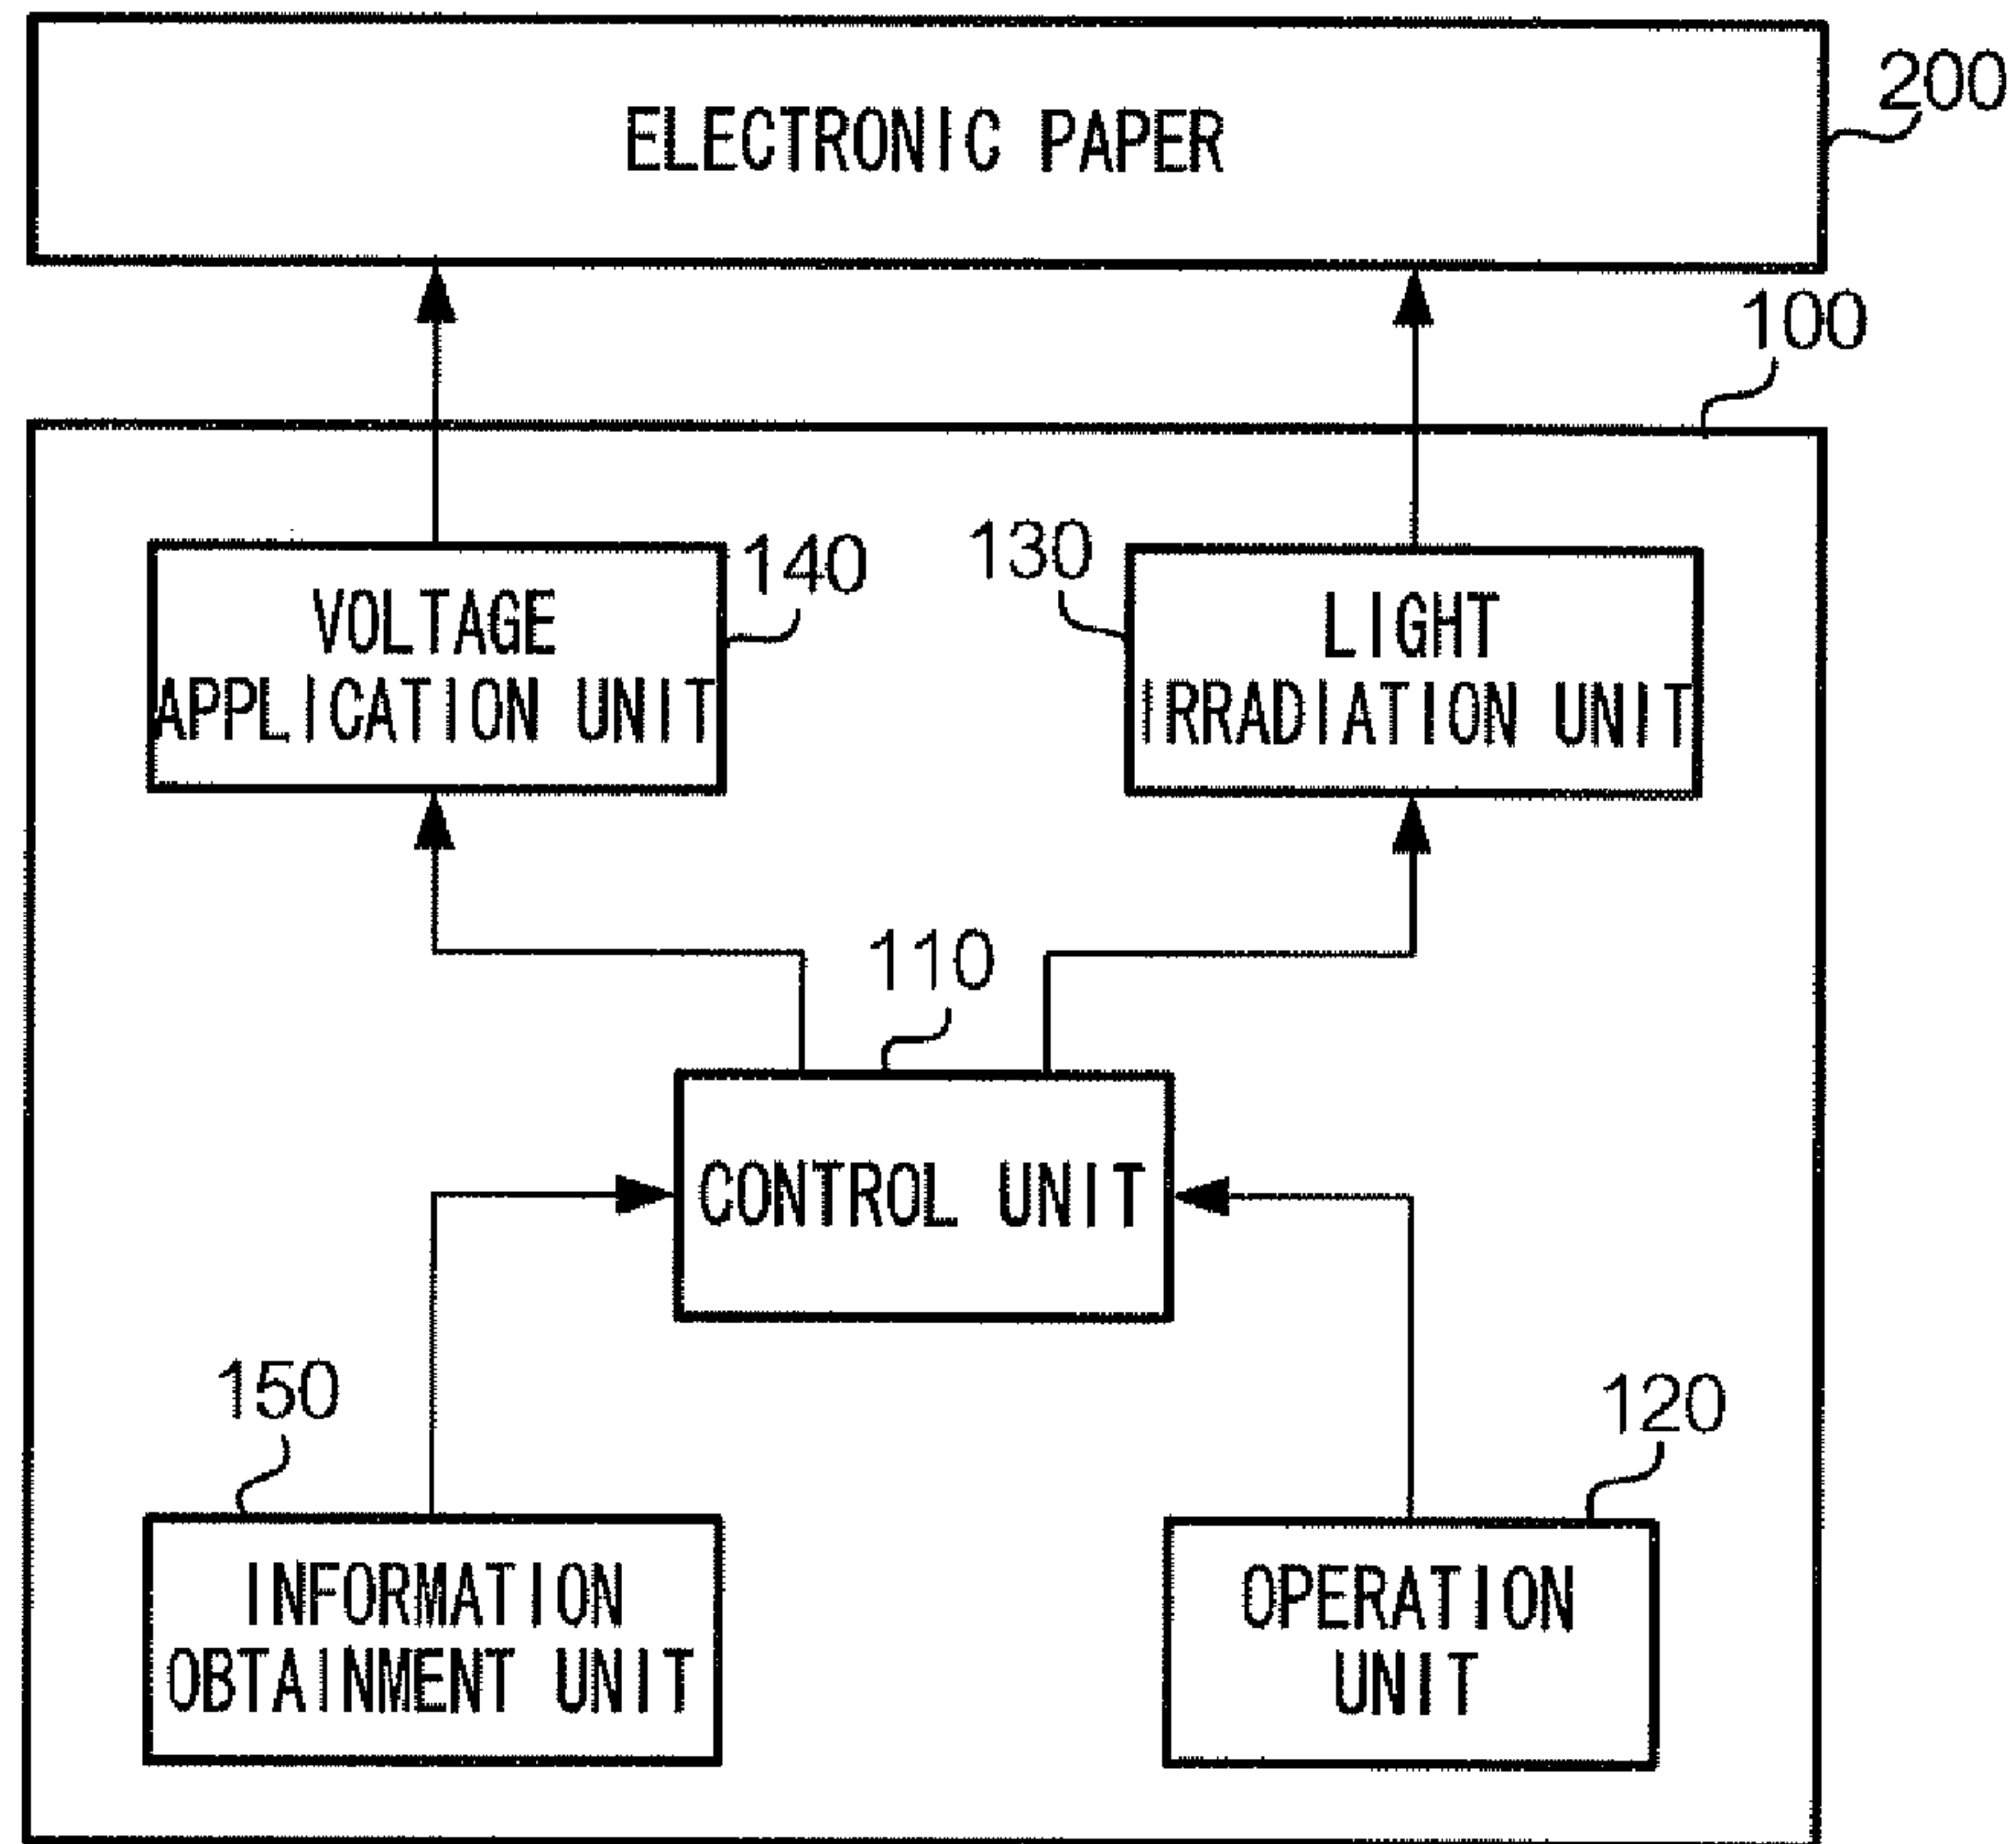 ELECTRONIC PAPER
200
100
VOLTAGE
APPLICATION UNIT
140
130
LIGHT
IRRADIATION UNIT
110
CONTROL UNIT
150
INFORMATION
OBTAINMENT UNIT
120
OPERATION
UNIT